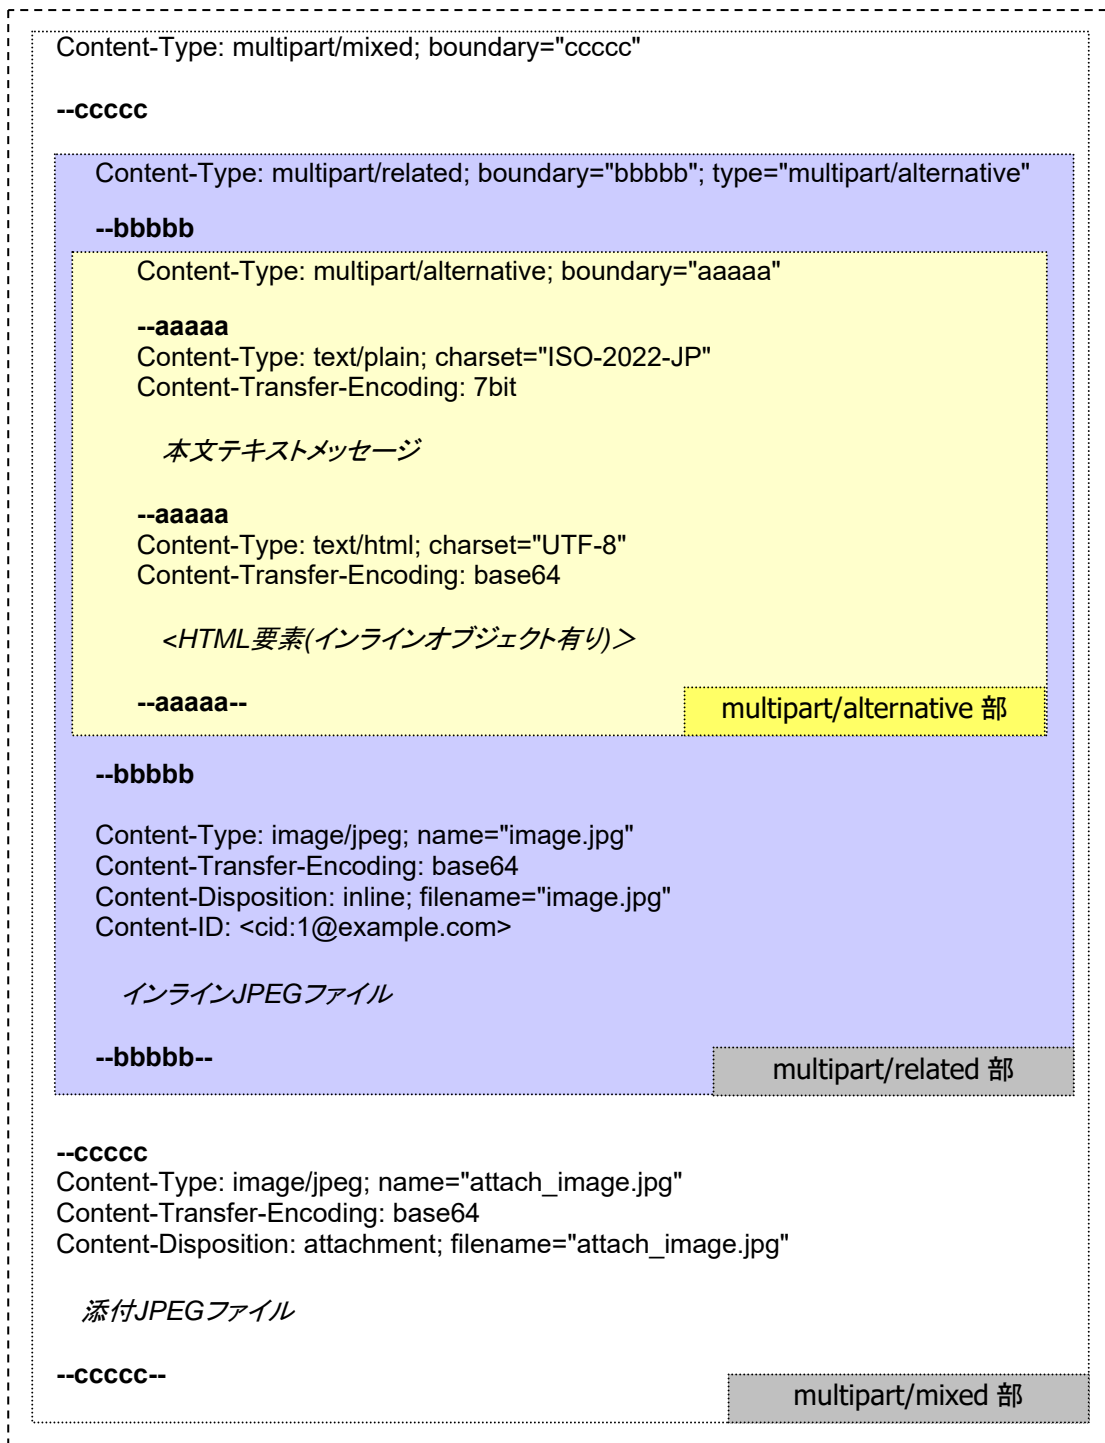 Content-Type: multipart/mixed; boundary="ccccc"
--ccccc
Content-Type: multipart/related; boundary="bbbbb"; type="multipart/alternative"
--bbbbb
Content-Type: multipart/alternative; boundary="aaaaa"
--aaaaa
Content-Type: text/plain; charset="ISO-2022-JP"
Content-Transfer-Encoding: 7bit
本文テキストメッセージ
--aaaaa
Content-Type: text/html; charset="UTF-8"
Content-Transfer-Encoding: base64
<HTML要素(インラインオブジェクト有り)＞
--aaaaa--
multipart/alternative 部
--bbbbb
Content-Type: image/jpeg; name="image.jpg"
Content-Transfer-Encoding: base64
Content-Disposition: inline; filename="image.jpg"
Content-ID: <cid:1@example.com>
インラインJPEGファイル
--bbbbb--
multipart/related 部
--ccccc
Content-Type: image/jpeg; name="attach_image.jpg"
Content-Transfer-Encoding: base64
Content-Disposition: attachment; filename="attach_image.jpg"
添付JPEGファイル
--ccccc--
multipart/mixed 部